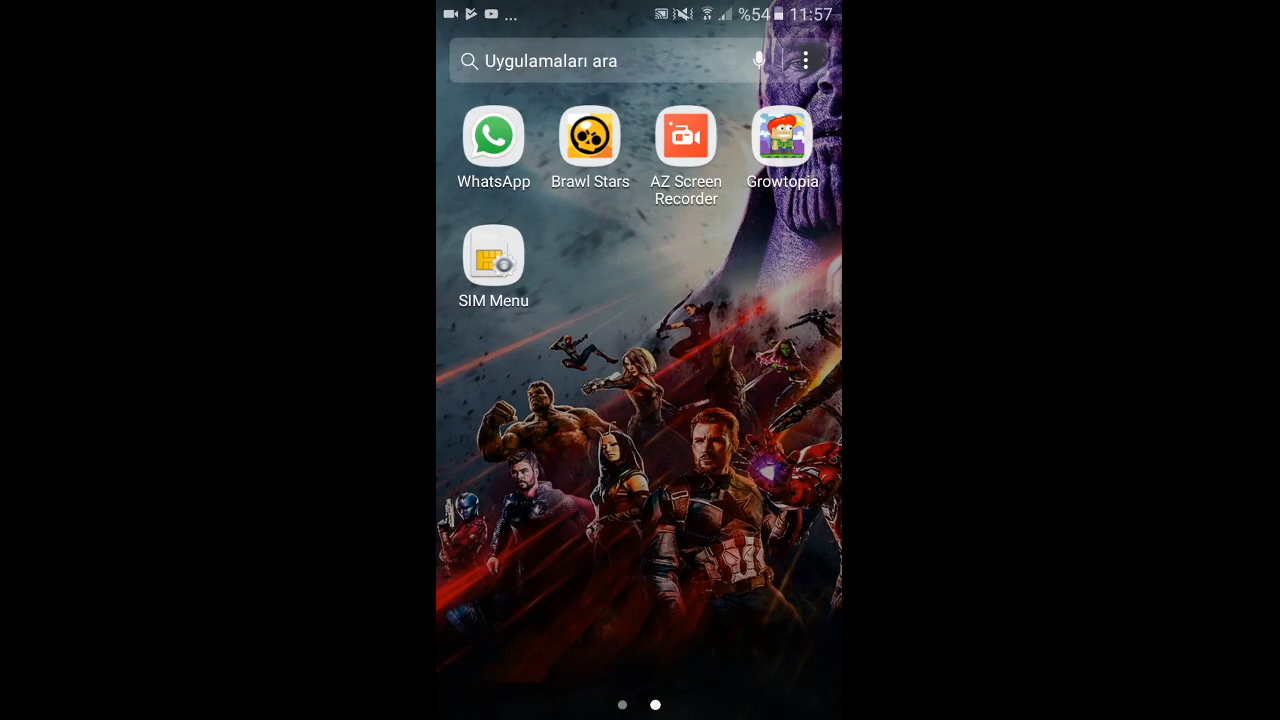 ... %54 11:57
Uygulamaları ara
WhatsApp Brawl Stars AZ Screen Growtopia
Recorder
SIM Menu